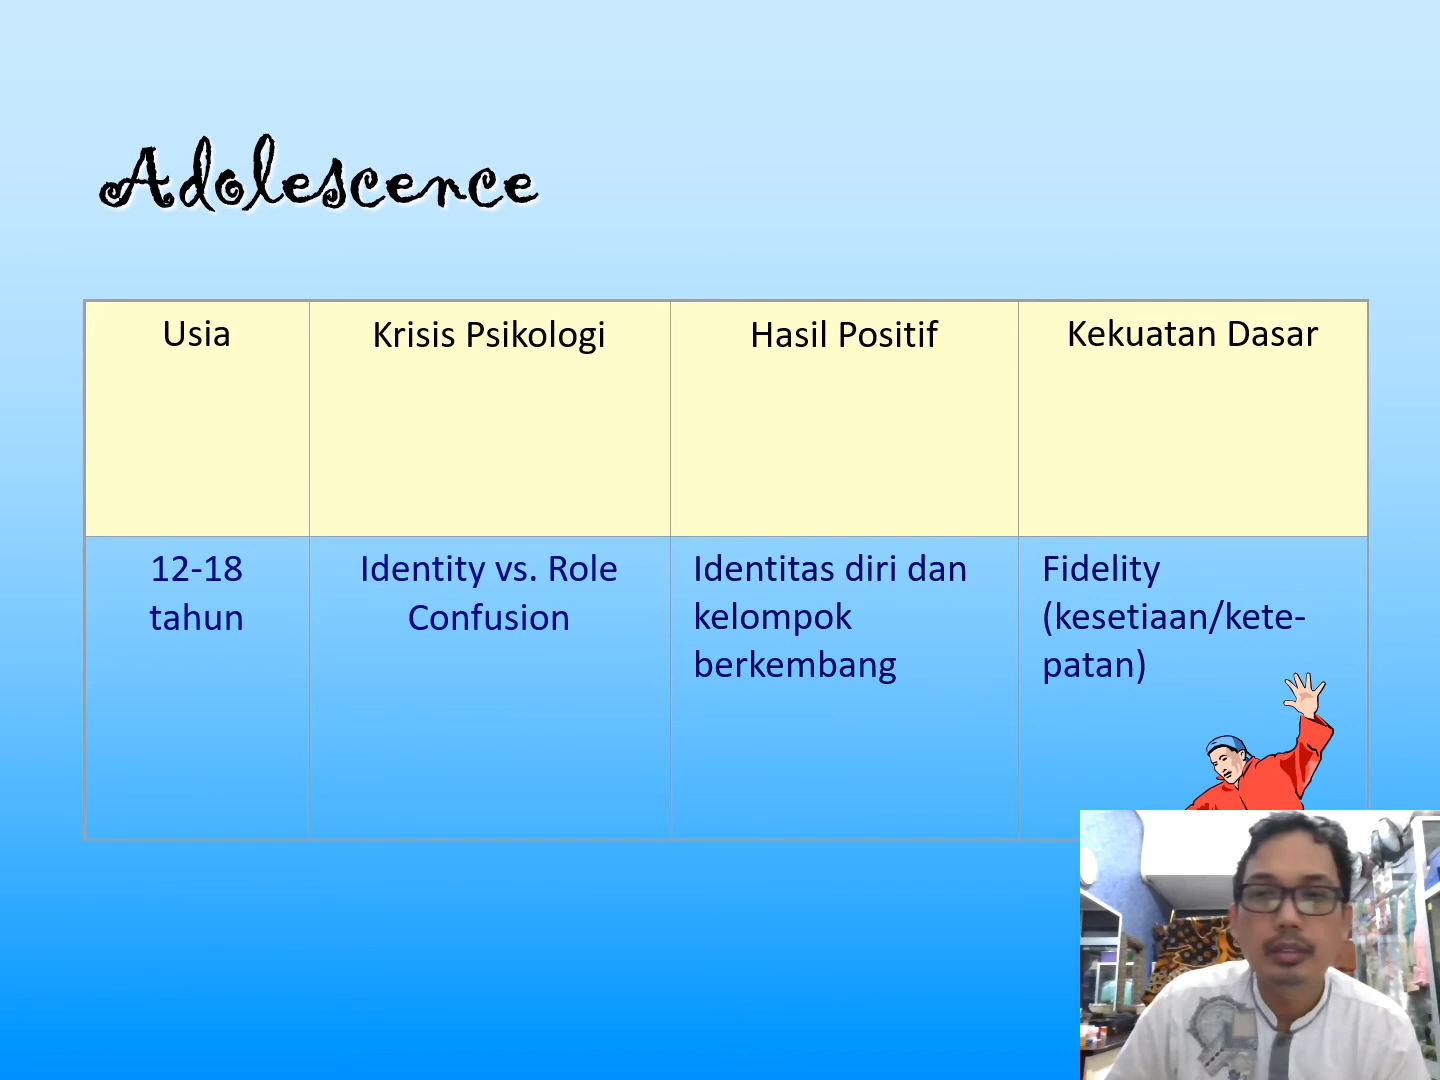 Adolescence
Usia
Krisis Psikologi
Hasil Positif
Kekuatan Dasar
12-18
tahun
Identity vs. Role
Confusion
Identitas diri dan
kelompok
berkembang
Fidelity
(kesetiaan/kete-
patan)